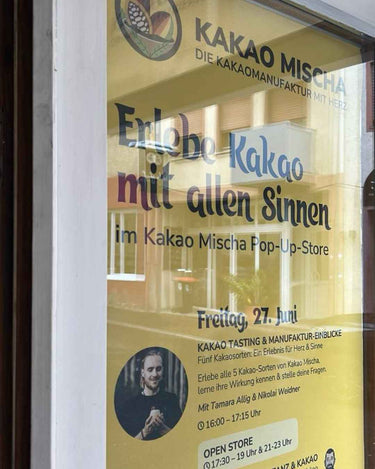 KAKAO MISCHA
DIE KAKAOMANUFAKTUR MIT HERZ
Erlebe Kakao
mit allen Sinnen
im Kakao Mischa Pop-Up-Store
Freitag, 27. Juni
KAKAO TASTING & MANUFAKTUR-EINBLICKE
Fünf Kakaosorten: Ein Erlebnis für Herz & Sinne
Erlebe alle 5 Kakao-Sorten von Kakao Mischa,
lerne ihre Wirkung kennen & stelle deine Fragen.
Mit Tamara Allig & Nikolai Weidner
16:00 – 17:15 Uhr
OPEN STORE
17:30 – 19 Uhr & 21-23 Uhr
& KAKAO